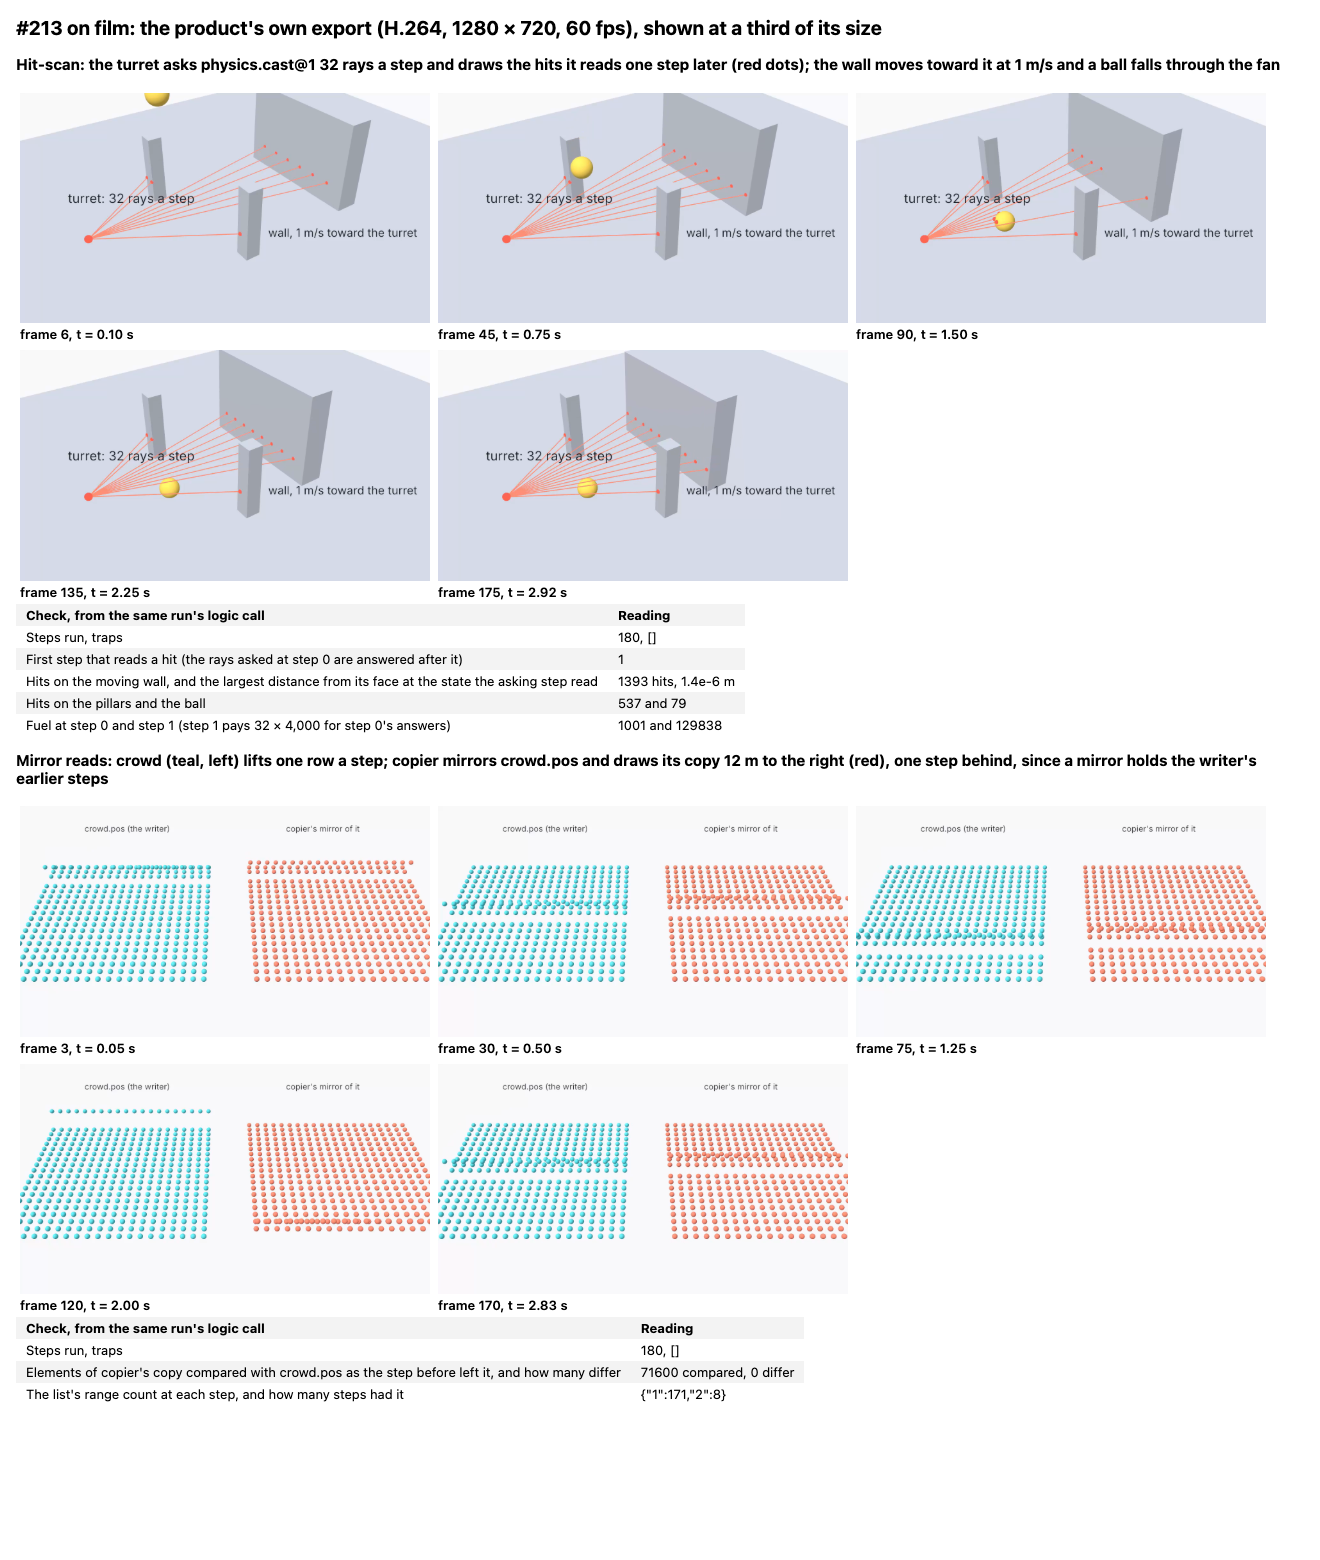 #213 on film: the product's own export (H.264, 1280 × 720, 60 fps), shown at a third of its size
Hit-scan: the turret asks physics.cast@1 32 rays a step and draws the hits it reads one step later (red dots); the wall moves toward it at 1 m/s and a ball falls through the fan
turret: 32 rays a step
wall, 1 m/s toward the turret
turret: 32 rays a step
wall, 1 m/s toward the turret
turret: 32 rays a step
wall, 1 m/s toward the turret
frame 6, t = 0.10 s
frame 45, t = 0.75 s
frame 90, t = 1.50 s
turret: 32 rays a step
wall, 1 m/s toward the turret
turret: 32 rays a step
wall, 1 m/s toward the turret
frame 135, t = 2.25 s
frame 175, t = 2.92 s
Check, from the same run's logic call Reading
Steps run, traps 180, []
First step that reads a hit (the rays asked at step 0 are answered after it) 1
Hits on the moving wall, and the largest distance from its face at the state the asking step read 1393 hits, 1.4e-6 m
Hits on the pillars and the ball 537 and 79
Fuel at step 0 and step 1 (step 1 pays 32 × 4,000 for step 0's answers) 1001 and 129838
Mirror reads: crowd (teal, left) lifts one row a step; copier mirrors crowd.pos and draws its copy 12 m to the right (red), one step behind, since a mirror holds the writer's
earlier steps
crowd.pos (the writer) copier's mirror of it
crowd.pos (the writer) copier's mirror of it
crowd.pos (the writer) copier's mirror of it
frame 3, t = 0.05 s
frame 30, t = 0.50 s
frame 75, t = 1.25 s
crowd.pos (the writer) copier's mirror of it
crowd.pos (the writer) copier's mirror of it
frame 120, t = 2.00 s
frame 170, t = 2.83 s
Check, from the same run's logic call Reading
Steps run, traps 180, []
Elements of copier's copy compared with crowd.pos as the step before left it, and how many differ 71600 compared, 0 differ
The list's range count at each step, and how many steps had it {"1":171,"2":8}